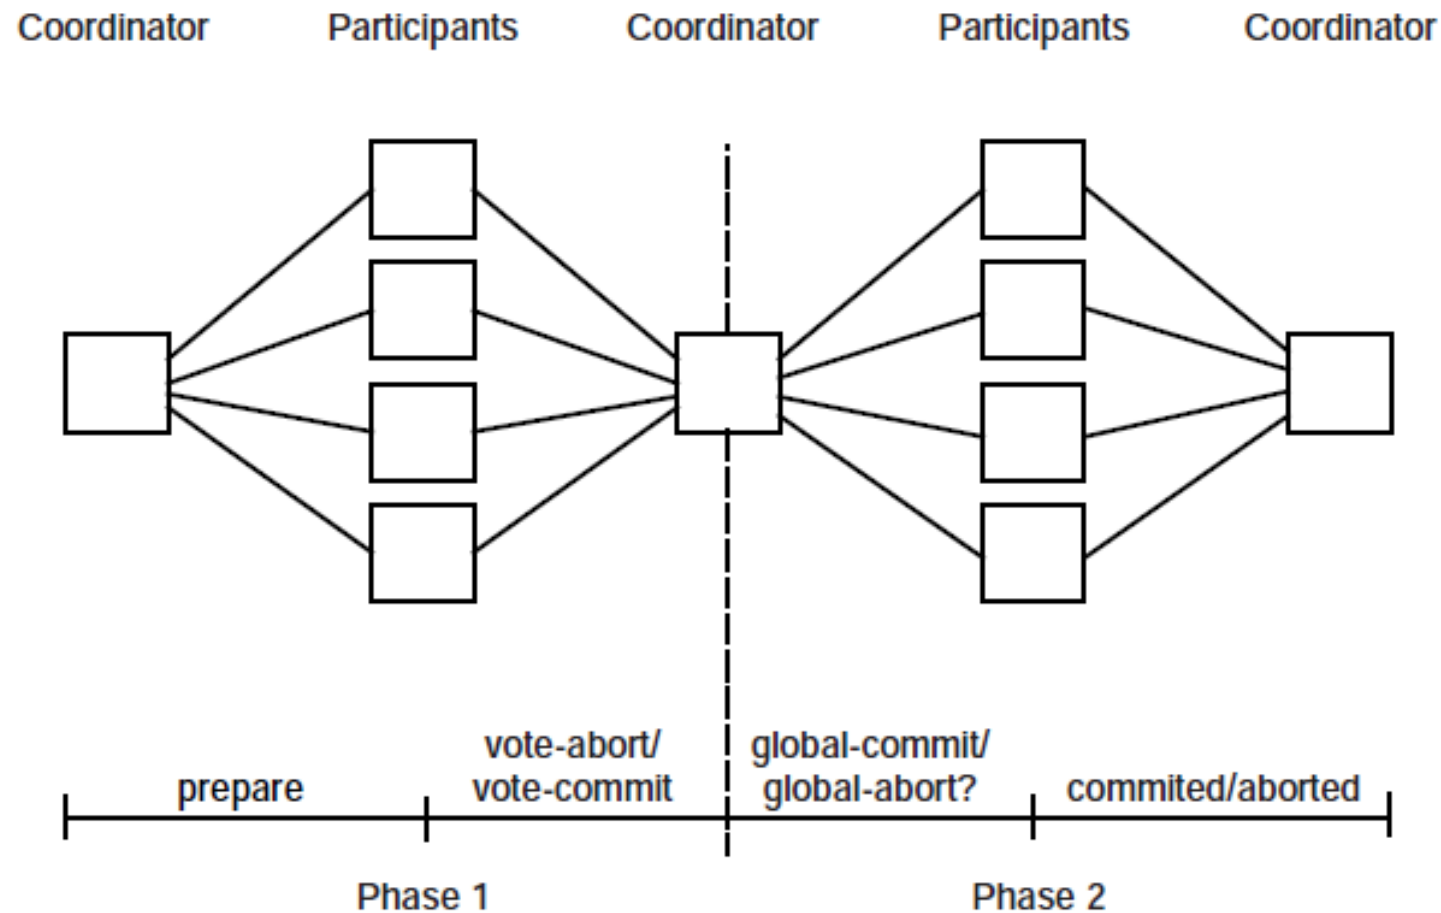 Coordinator
Participants
Coordinator
Participants
Coordinator
vote-abort/
global-commit/
prepare
vote-commit
global-abort?
commited/aborted
Phase 1
Phase 2